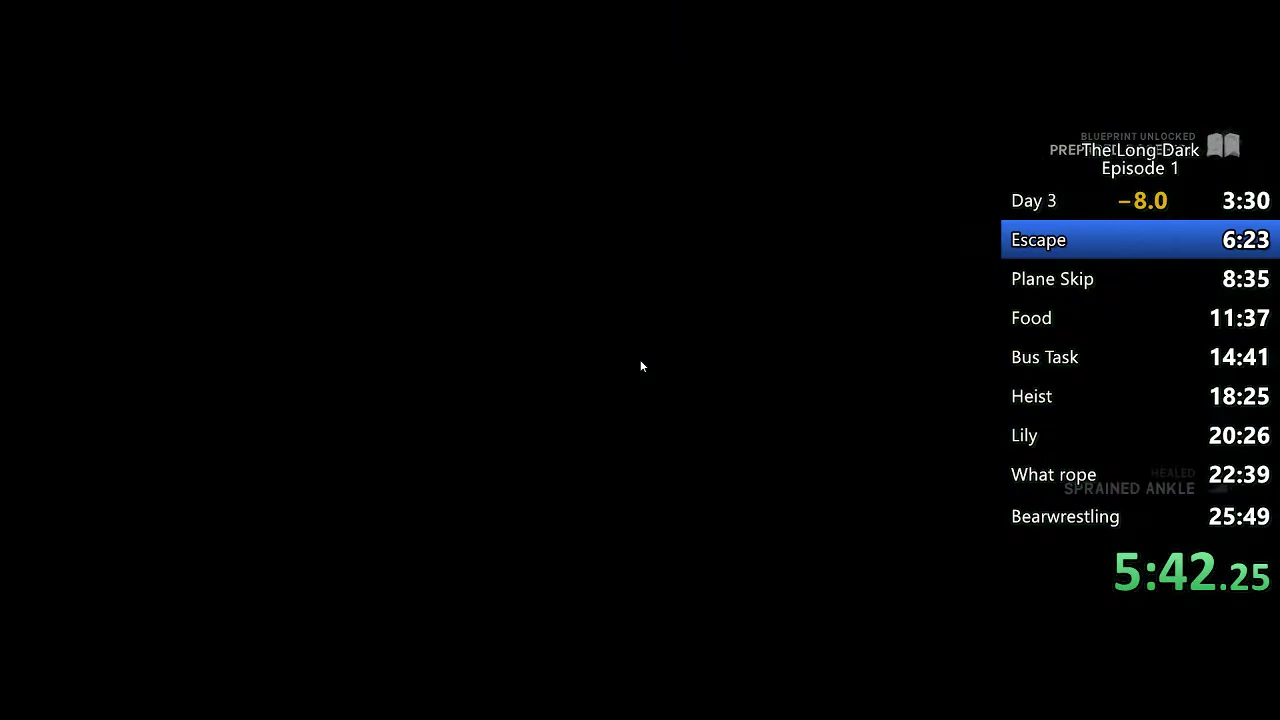 BLUEPRINT UNLOCKED
The Long Dark
Episode 1
Day 3 −8.0 3:30
Escape 6:23
Plane Skip 8:35
Food 11:37
Bus Task 14:41
Heist 18:25
Lily 20:26
HEALED
What rope 22:39
SPRAINED ANKLE
Bearwrestling 25:49
5:42.25